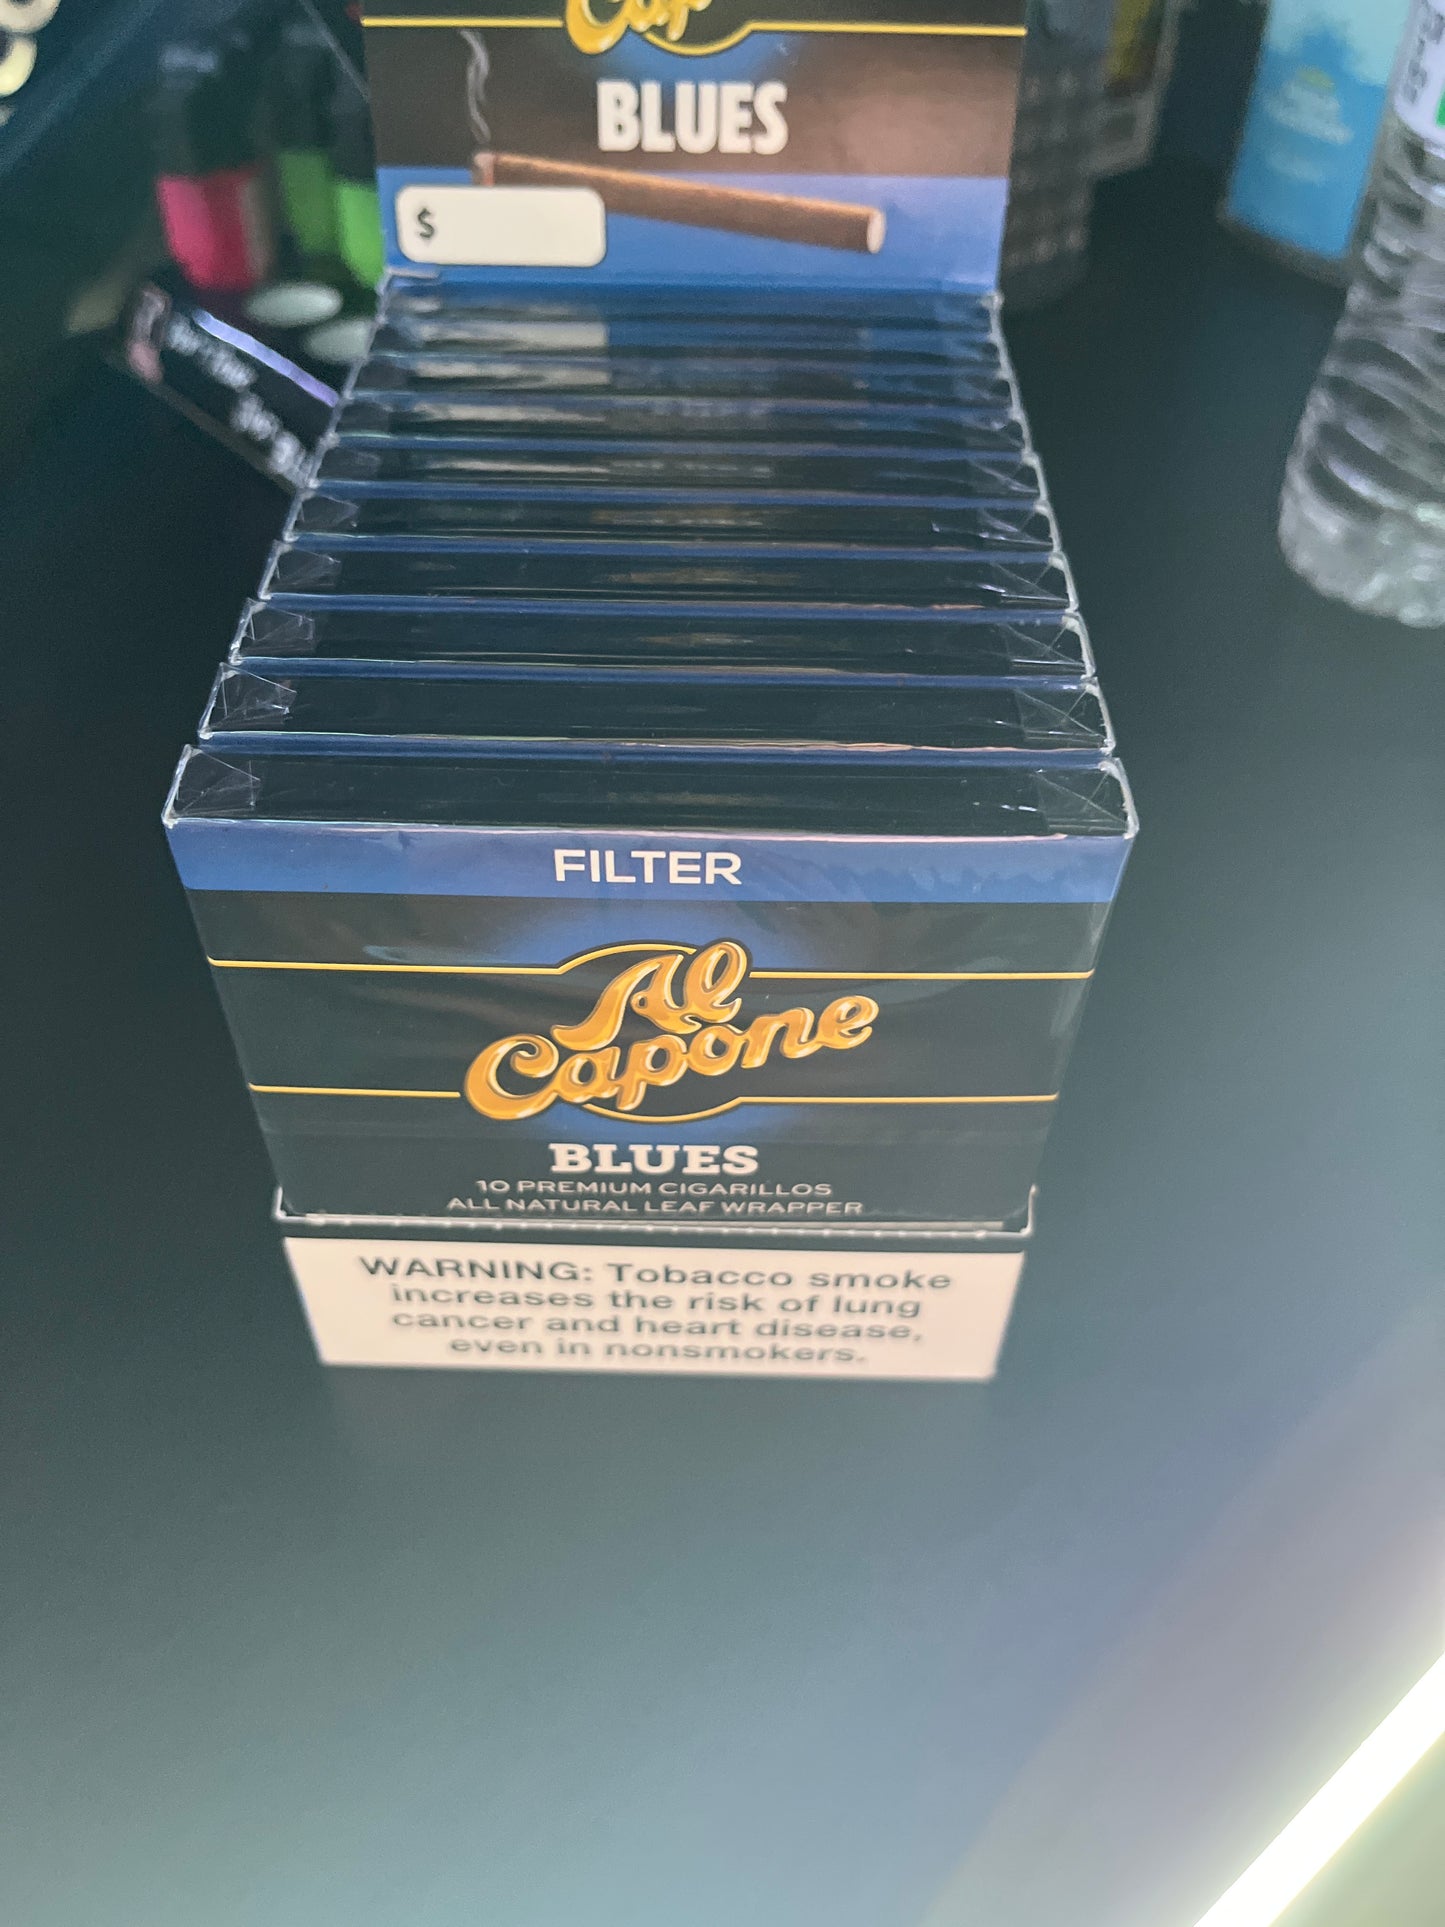 BLUES
$
FILTER
Al
Capone
BLUES
10 PREMIUM CIGARILLOS
ALL NATURAL LEAF WRAPPER
WARNING: Tobacco smoke
increases the risk of lung
cancer and heart disease,
even in nonsmokers.